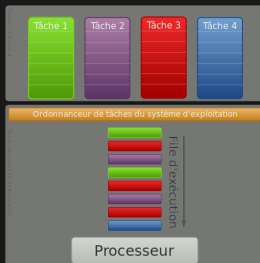 Tâche 1
Tâche 2
Tâche 3
Tâche 4
Ordonnanceur de tâches du système d'exploitation
File d'exécution
Processeur